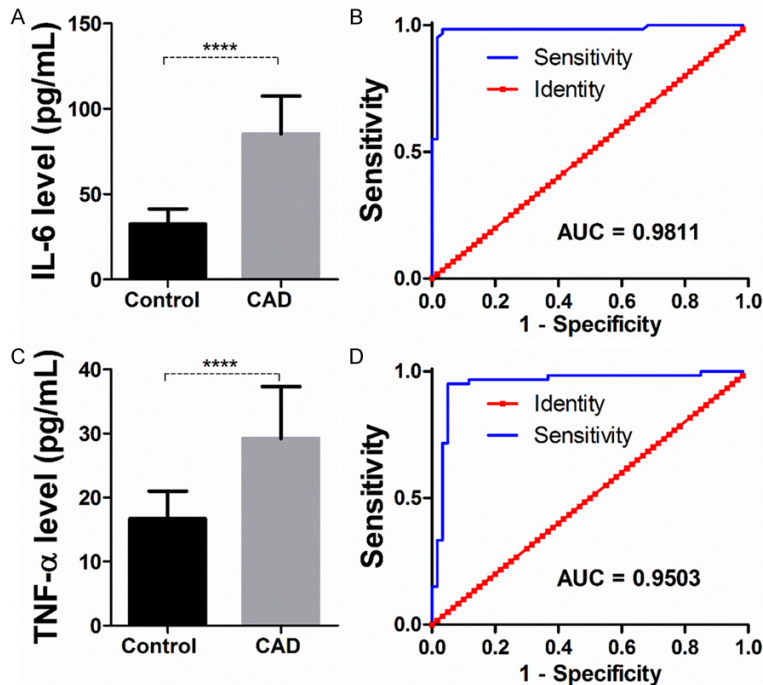 A
IL-6 level (pg/mL)
150
100
50
0
****
Control
CAD
B
Sensitivity
1.0
0.5
0.0
Sensitivity
Identity
AUC = 0.9811
0.0
0.2
0.4
0.6
0.8
1.0
1 - Specificity
C
TNF-α level (pg/mL)
40
30
20
10
0
****
Control
CAD
D
Sensitivity
1.0
0.5
0.0
Identity
Sensitivity
AUC = 0.9503
0.0
0.2
0.4
0.6
0.8
1.0
1 - Specificity